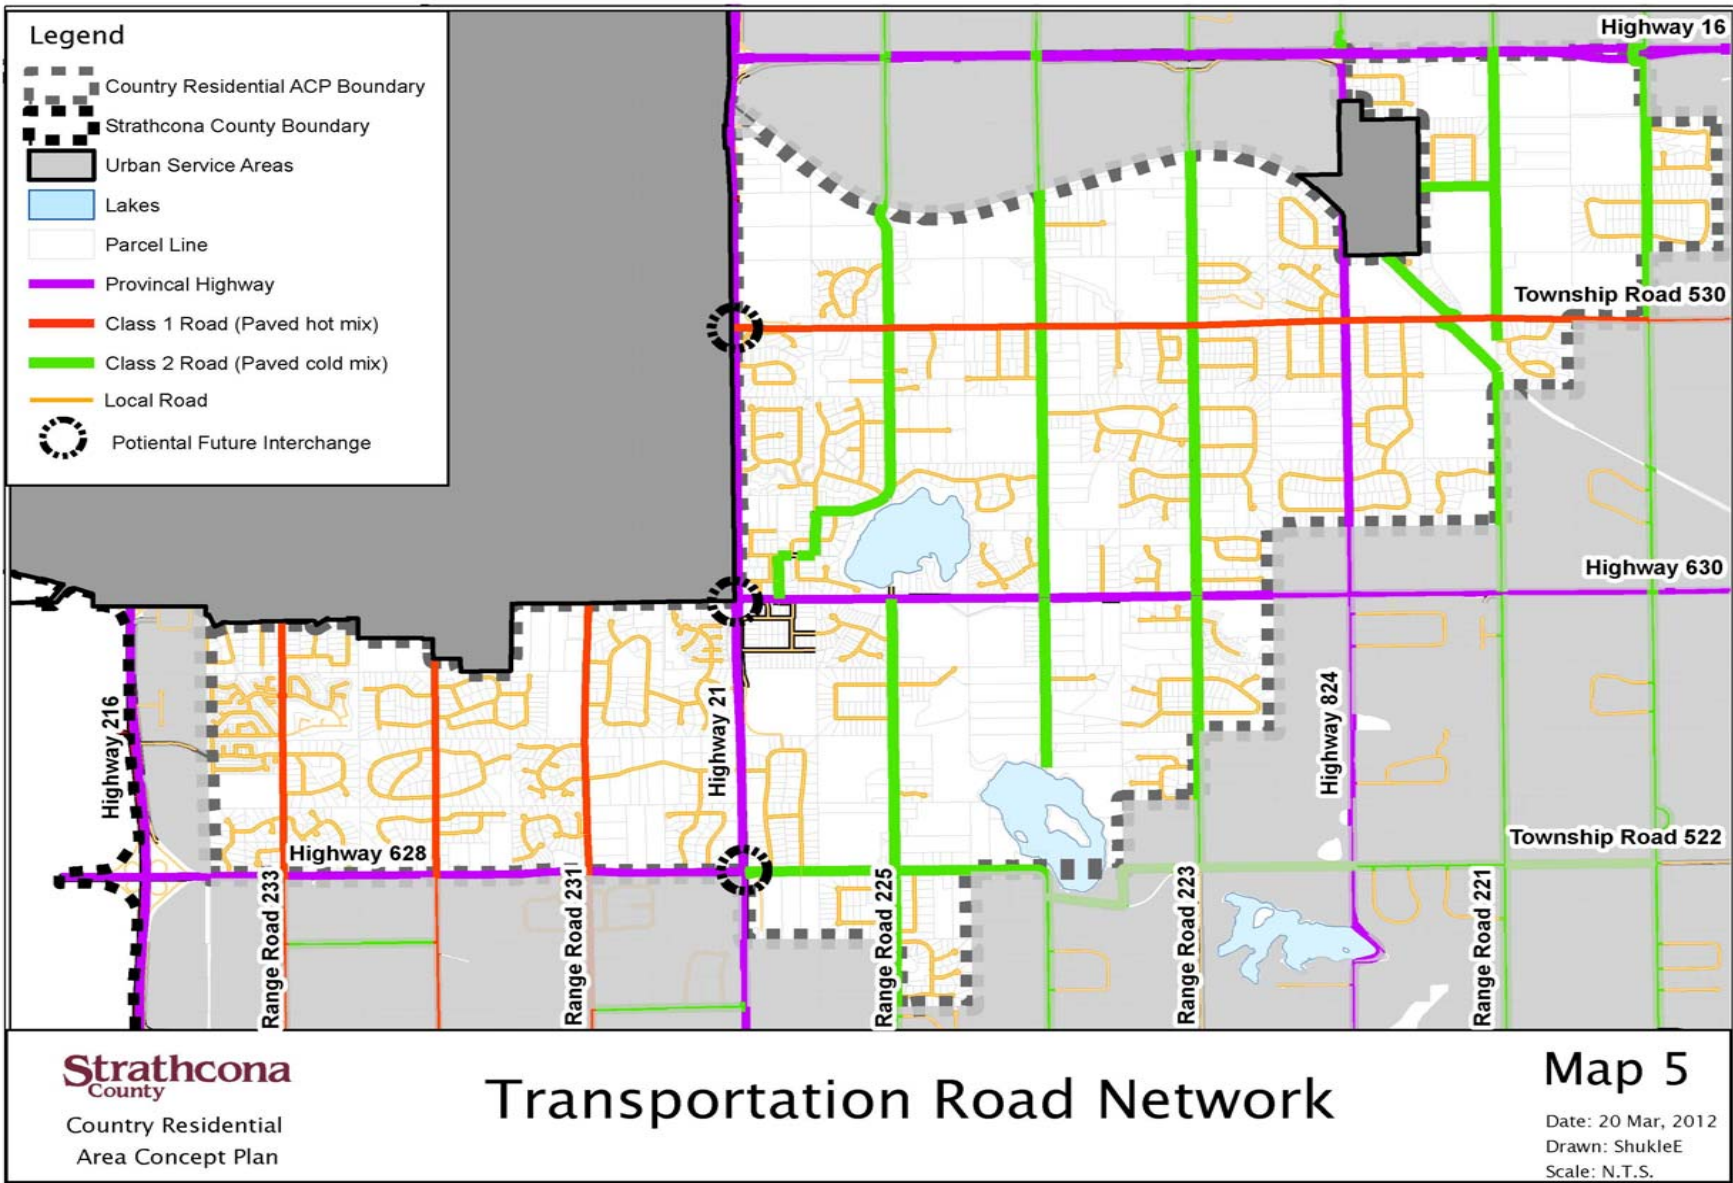 Legend
Country Residential ACP Boundary
Strathcona County Boundary
Urban Service Areas
Lakes
Parcel Line
Provincal Highway
Class 1 Road (Paved hot mix)
Class 2 Road (Paved cold mix)
Local Road
Potiental Future Interchange
Highway 16
Township Road 530
Highway 630
Highway 216
Highway 21
Highway 824
Highway 628
Township Road 522
Range Road 233
Range Road 231
Range Road 225
Range Road 223
Range Road 221
Strathcona
County
Country Residential
Area Concept Plan
Transportation Road Network
Map 5
Date: 20 Mar, 2012
Drawn: ShukleE
Scale: N.T.S.